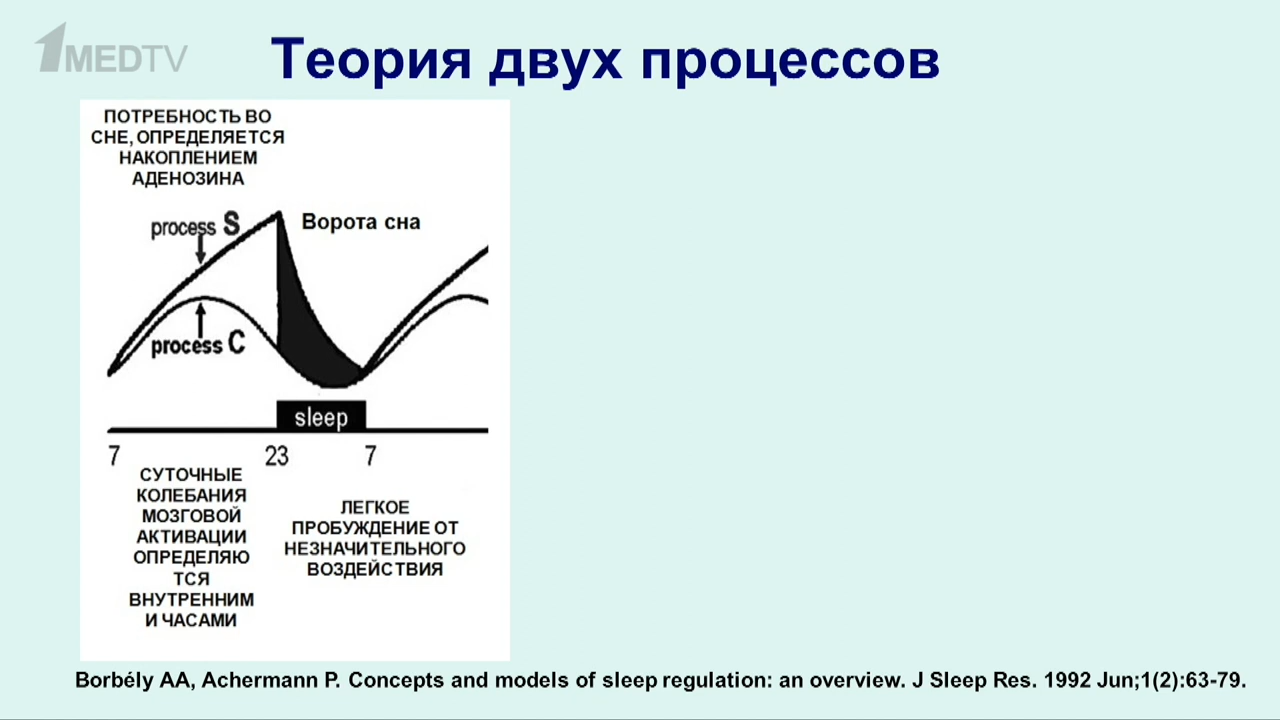 1MEDTV
Теория двух процессов
ПОТРЕБНОСТЬ ВО
СНЕ, ОПРЕДЕЛЯЕТСЯ
НАКОПЛЕНИЕМ
АДЕНОЗИНА
process S
Ворота сна
process C
sleep
7
23
7
СУТОЧНЫЕ
КОЛЕБАНИЯ
МОЗГОВОЙ
АКТИВАЦИИ
ОПРЕДЕЛЯЮ
ТСЯ
ВНУТРЕННИМ
И ЧАСАМИ
ЛЕГКОЕ
ПРОБУЖДЕНИЕ ОТ
НЕЗНАЧИТЕЛЬНОГО
ВОЗДЕЙСТВИЯ
Borbély AA, Achermann P. Concepts and models of sleep regulation: an overview. J Sleep Res. 1992 Jun;1(2):63-79.